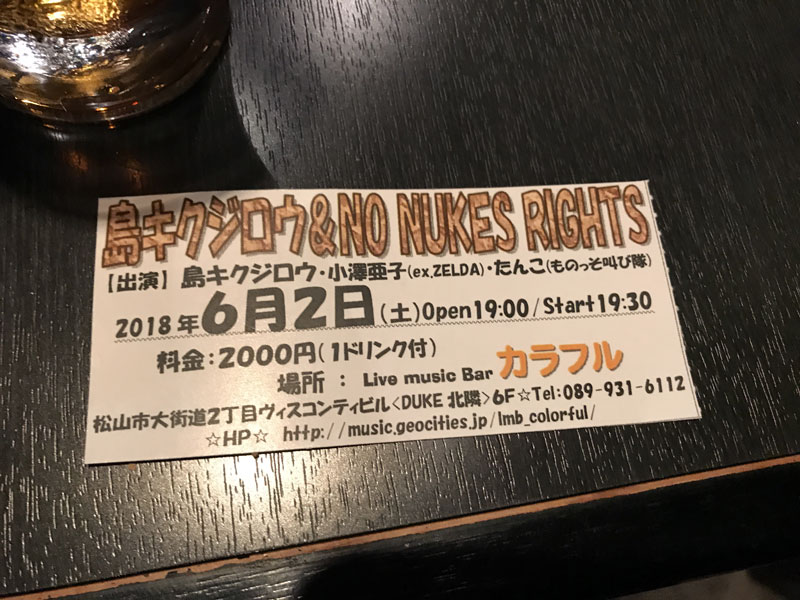 島キクジロウ&NO NUKES RIGHTS
【出演】島キクジロウ・小澤亜子(ex.ZELDA)・たんこ(ものっそ叫び隊)
2018年6月2日(土)Open19:00/Start19:30
料金:2000円(1ドリンク付)
場所 : Live music Bar カラフル
松山市大街道2丁目ヴィスコンティビル<DUKE 北隣>6F☆Tel:089-931-6112
☆HP☆ http://music.geocities.jp/lmb_colorful/